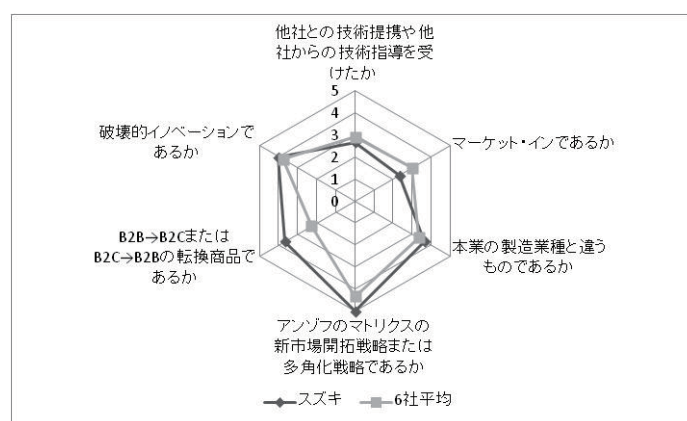 他社との技術提携や他
社からの技術指導を受
けたか
5
4
3
2
1
0
マーケット・インであるか
本業の製造業種と違う
ものであるか
アンゾフのマトリクスの
新市場開拓戦略または
多角化戦略であるか
B2B→B2Cまたは
B2C→B2Bの転換商品で
あるか
破壊的イノベーションで
あるか
スズキ
6社平均